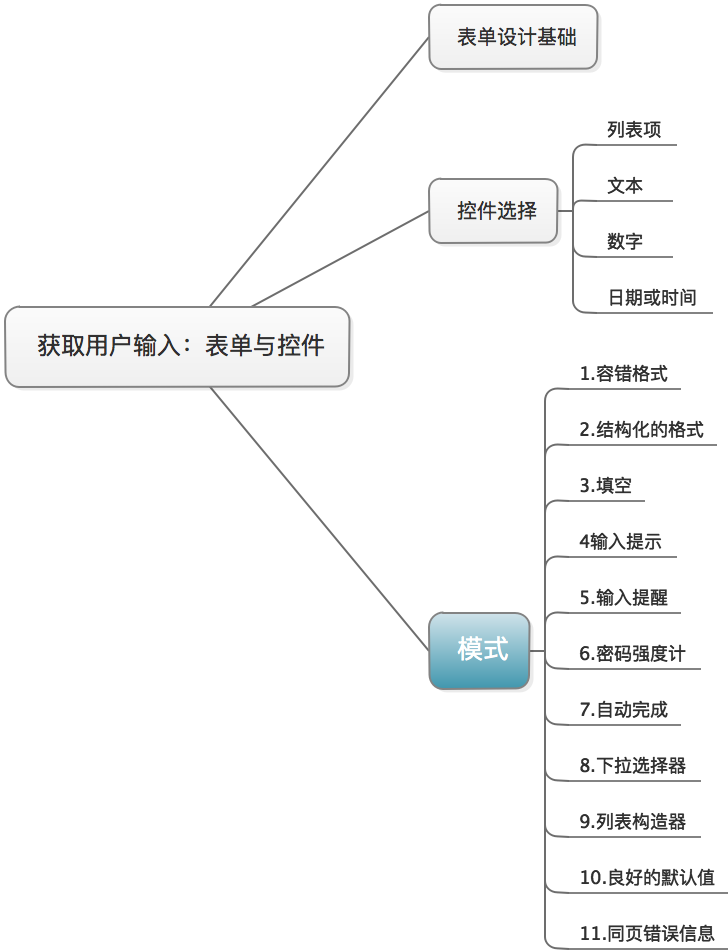 表单设计基础
列表项
控件选择
文本
数字
日期或时间
获取用户输入：表单与控件
1.容错格式
2.结构化的格式
3.填空
4输入提示
5.输入提醒
模式
6.密码强度计
7.自动完成
8.下拉选择器
9.列表构造器
10.良好的默认值
11.同页错误信息